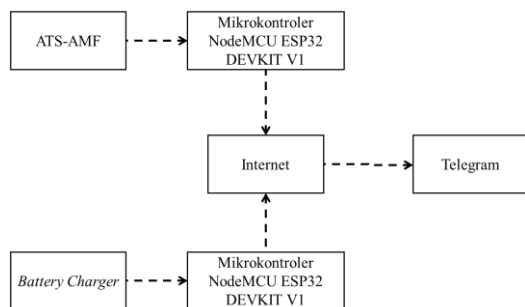 ATS-AMF
Mikrokontroler
NodeMCU ESP32
DEVKIT V1
Internet
Telegram
Battery Charger
Mikrokontroler
NodeMCU ESP32
DEVKIT V1